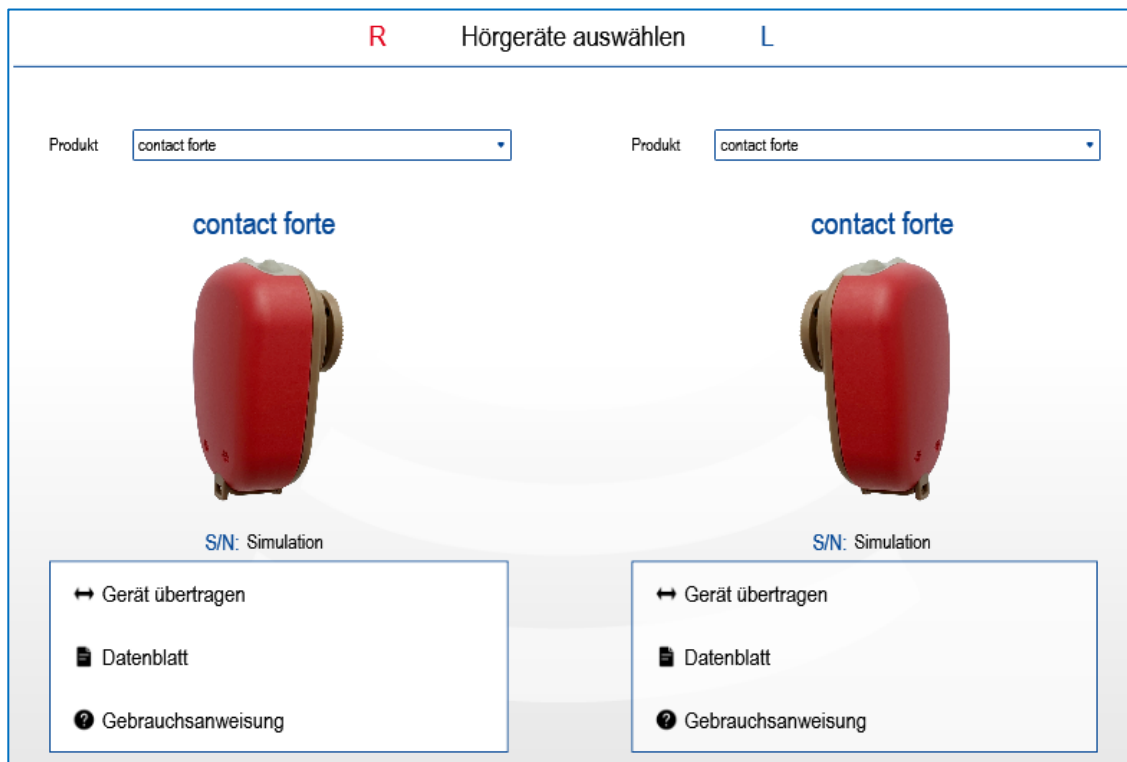 R Hörgeräte auswählen L
Produkt contact forte Produkt contact forte
contact forte contact forte
S/N: Simulation S/N: Simulation
Gerät übertragen Gerät übertragen
Datenblatt Datenblatt
Gebrauchsanweisung Gebrauchsanweisung